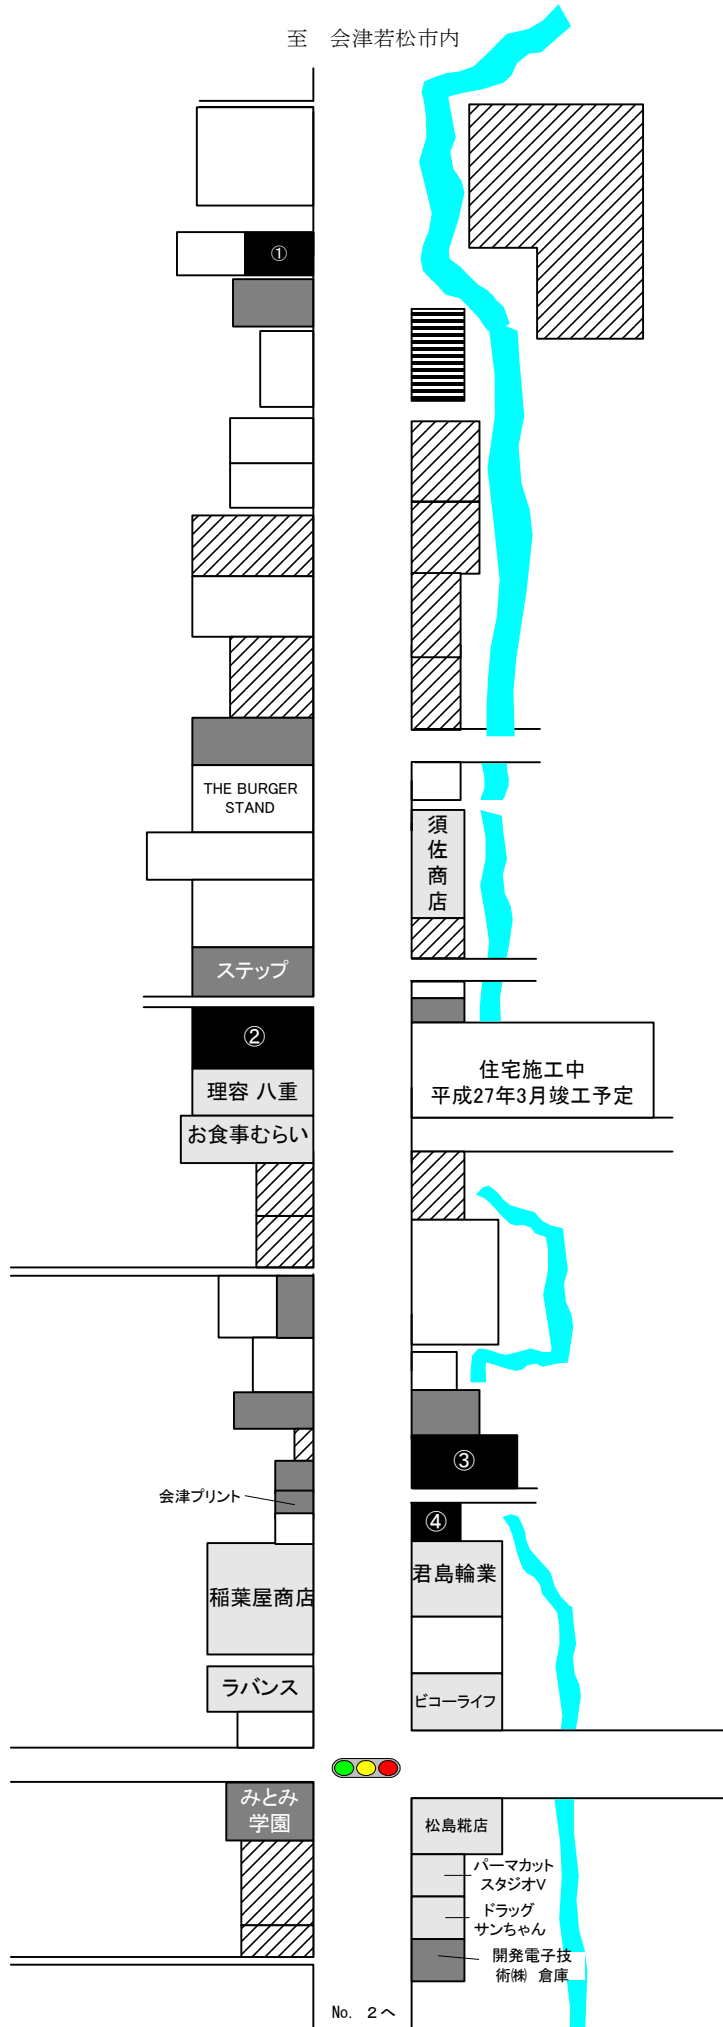 至　会津若松市内
①
THE BURGER
STAND
須
佐
商
店
ステップ
②
住宅施工中
平成27年3月竣工予定
理容 八重
お食事むらい
③
会津プリント
④
君島輪業
稲葉屋商店
ラバンス
ビコーライフ
みとみ
学園
松島糀店
パーマカット
スタジオV
ドラッグ
サンちゃん
開発電子技
術㈱ 倉庫
No. 2へ